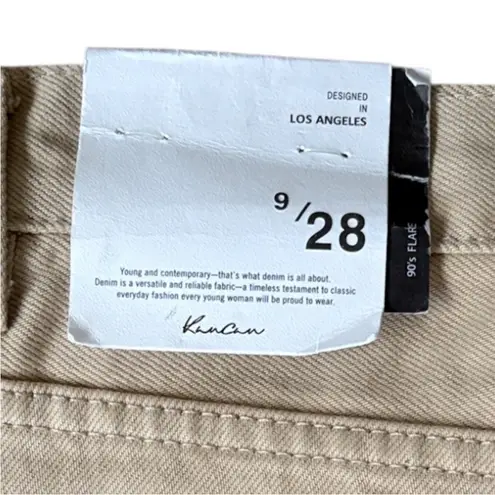 DESIGNED
IN
LOS ANGELES
9/28
Young and contemporary—that's what denim is all about.
Denim is a versatile and reliable fabric—a timeless testament to classic
everyday fashion every young woman will be proud to wear.
KanCan
90's FLARE